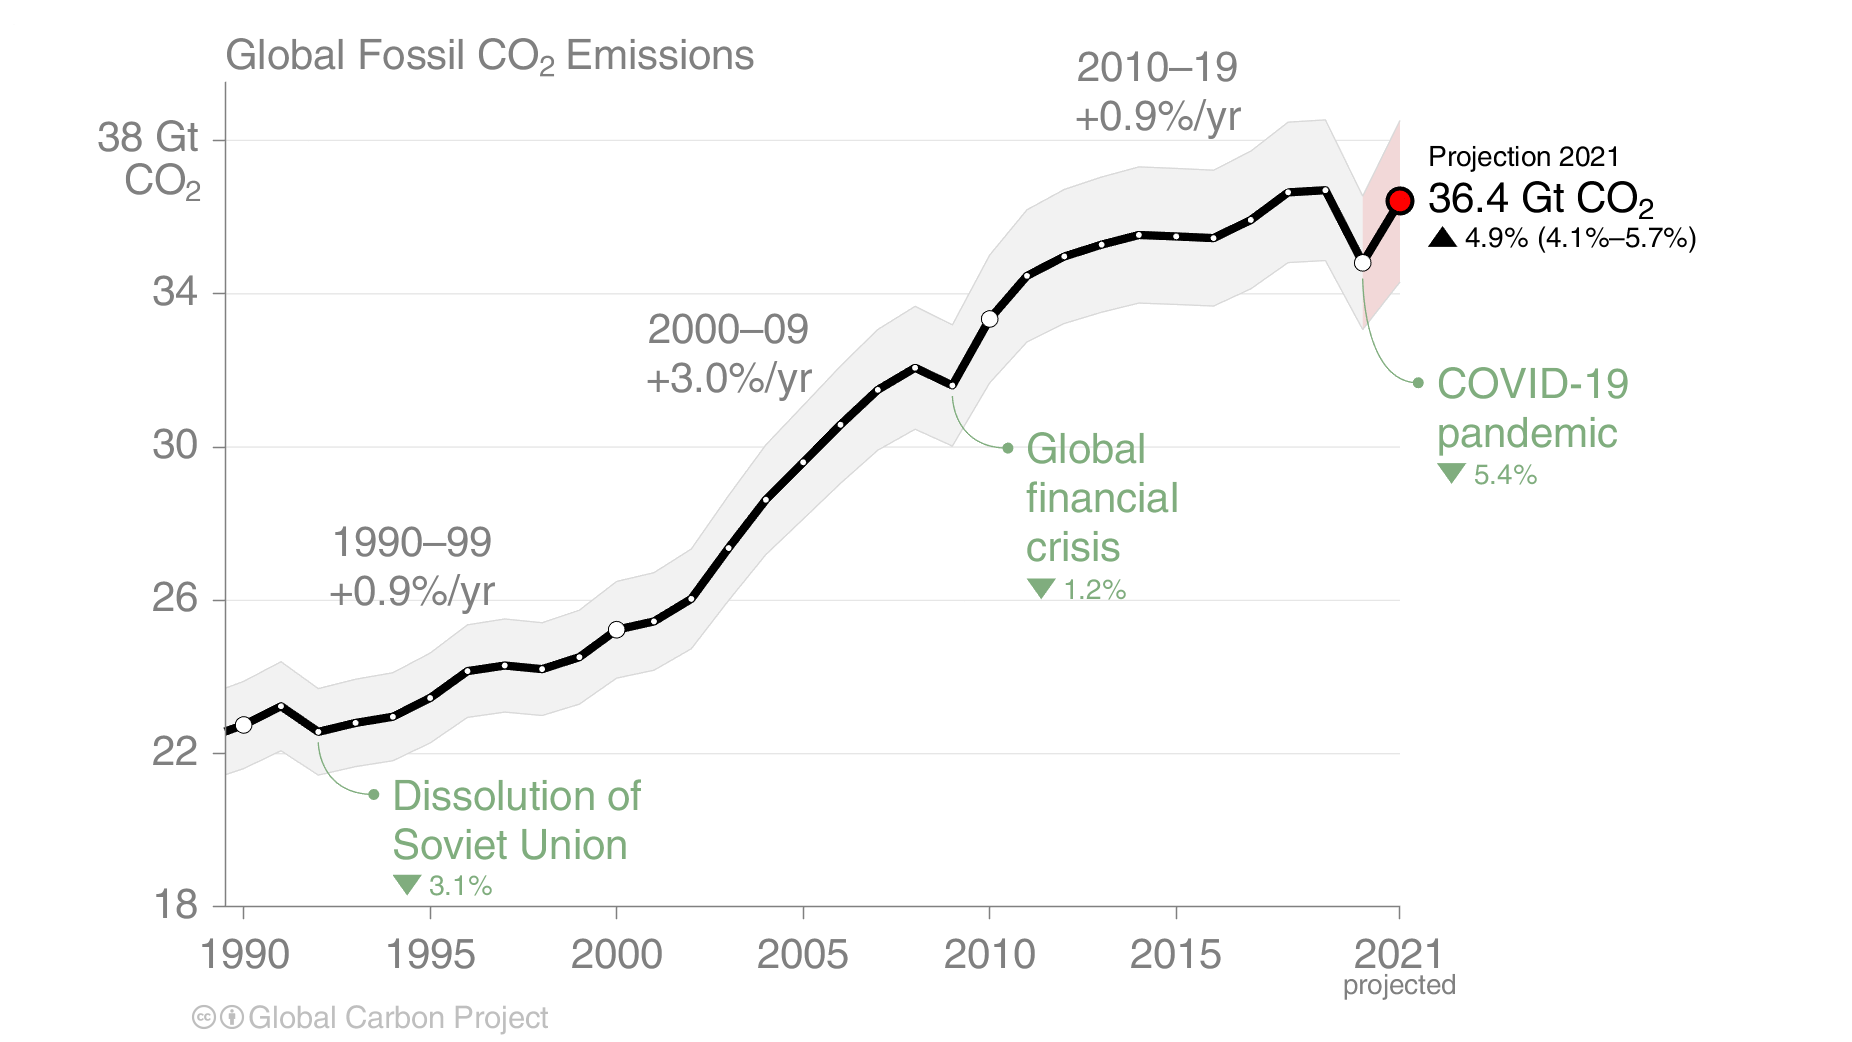 Global Fossil CO₂ Emissions
2010–19
+0.9%/yr
38 Gt
CO₂
Projection 2021
36.4 Gt CO₂
▲ 4.9% (4.1%–5.7%)
34
2000–09
+3.0%/yr
COVID-19
pandemic
▼ 5.4%
30
Global
financial
crisis
▼ 1.2%
1990–99
+0.9%/yr
26
22
Dissolution of
Soviet Union
▼ 3.1%
18
1990 1995 2000 2005 2010 2015 2021
projected
cc Global Carbon Project